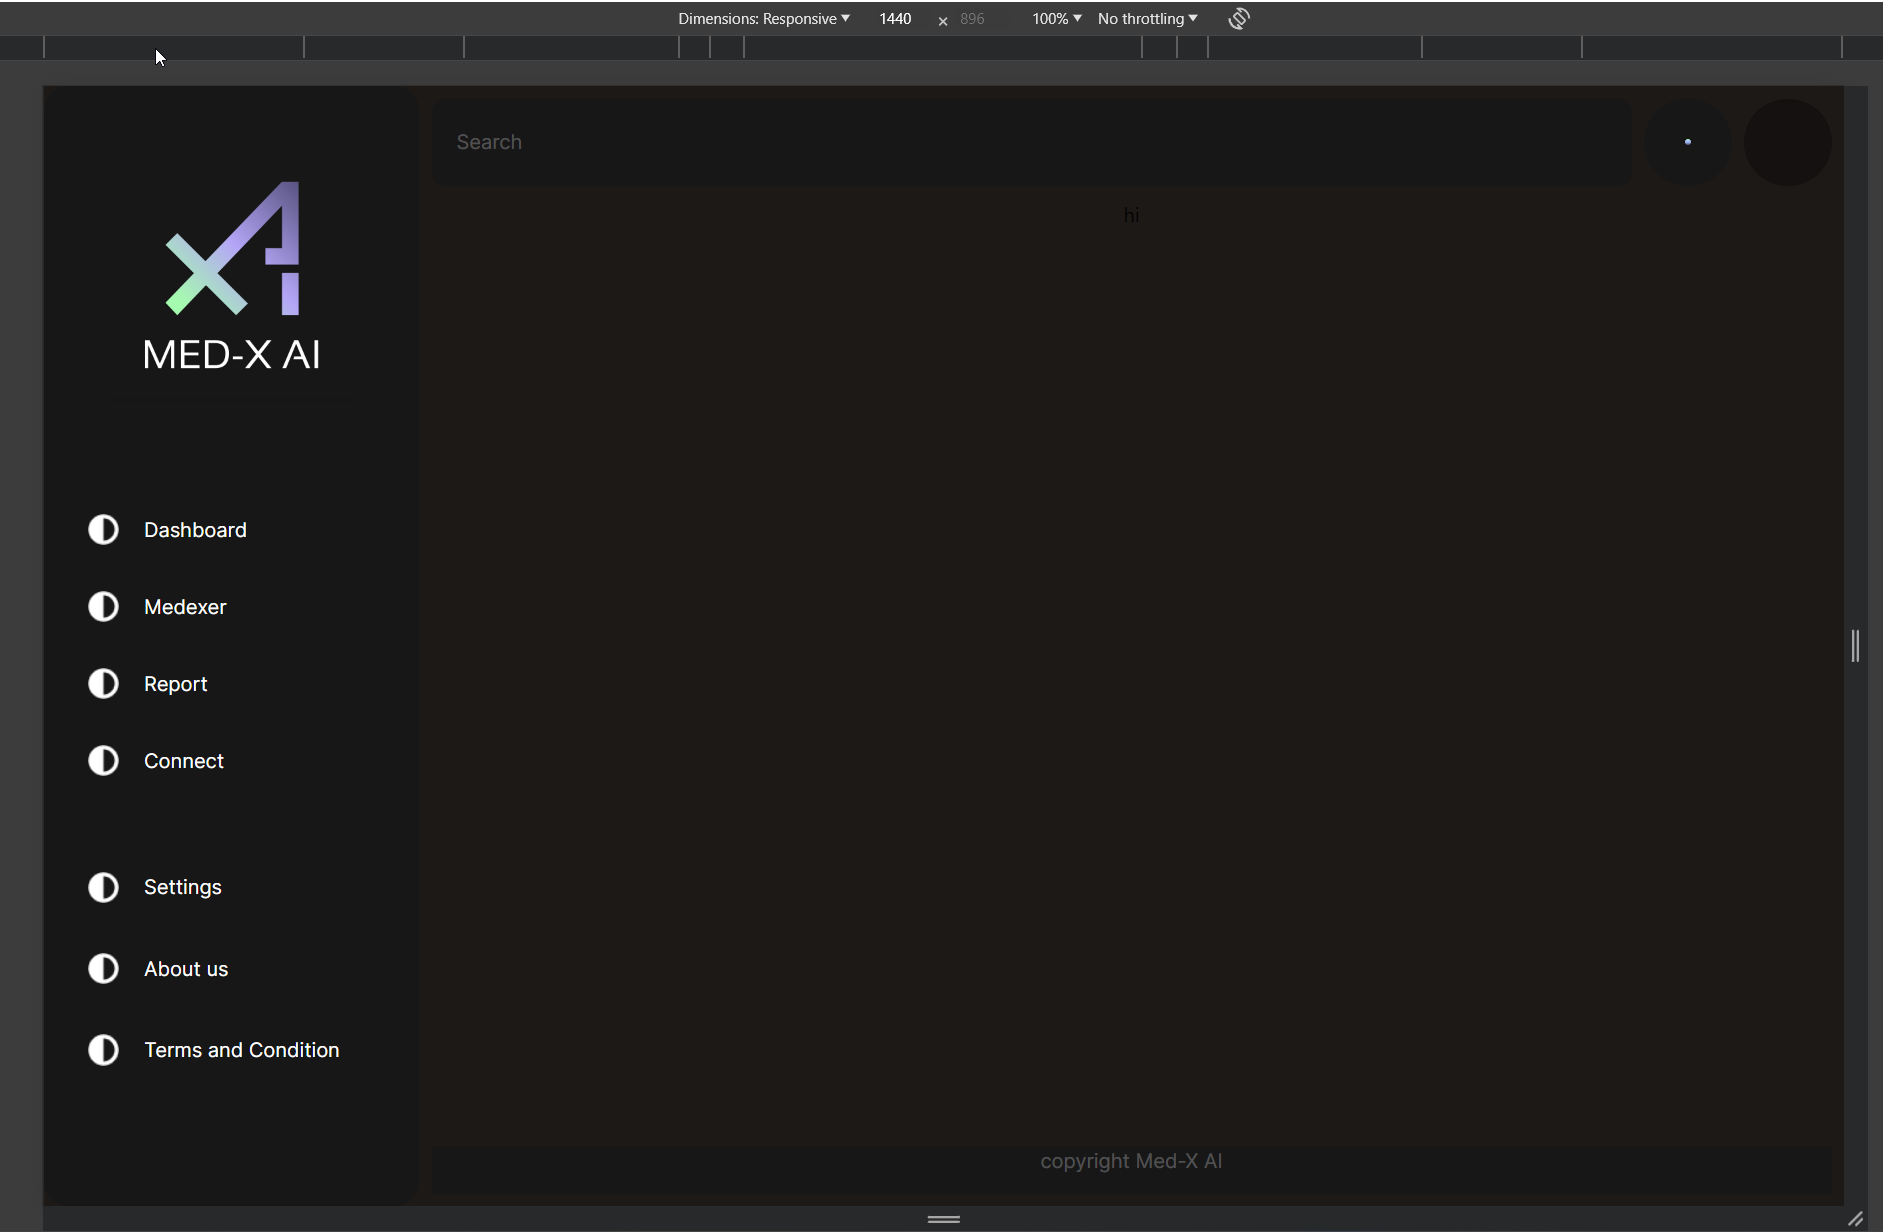 Dimensions: Responsive 1440 × 896 100% No throttling
Search
hi
MED-X AI
Dashboard
Medexer
Report
Connect
Settings
About us
Terms and Condition
copyright Med-X AI